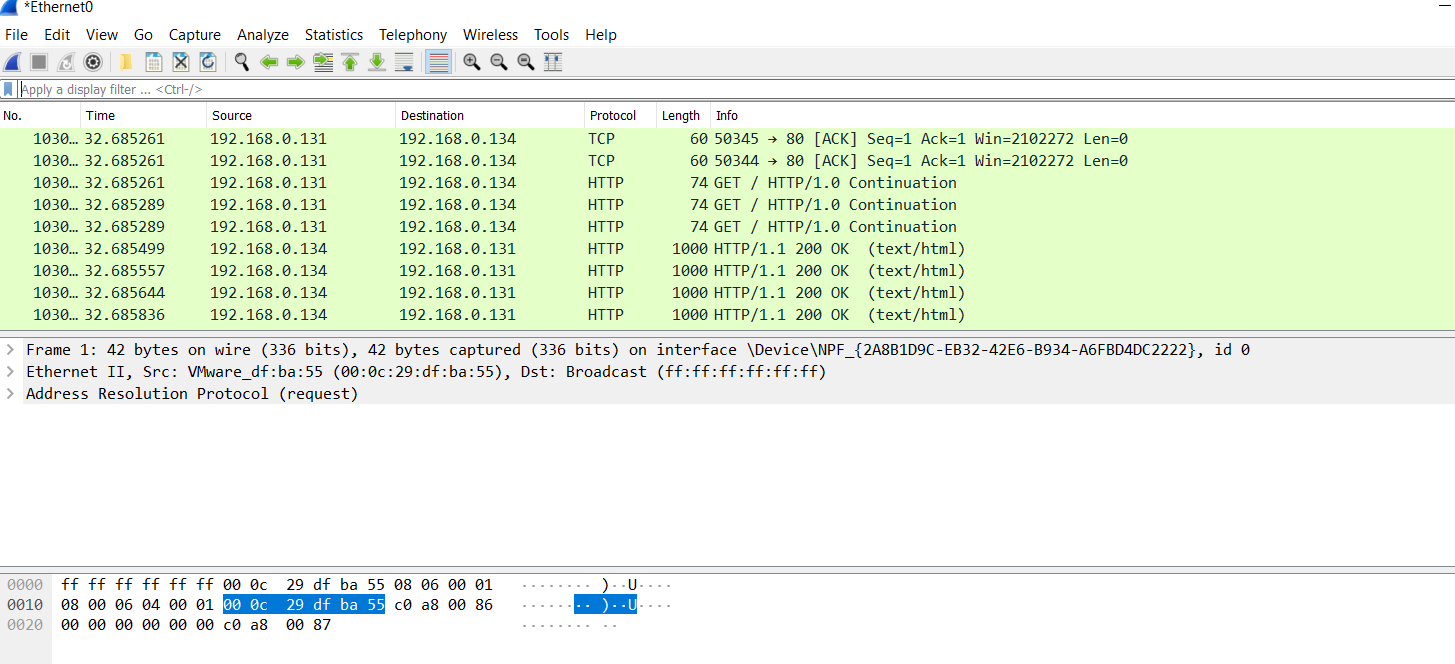 *Ethernet0
File Edit View Go Capture Analyze Statistics Telephony Wireless Tools Help
Apply a display filter ... <Ctrl-/>
No. Time Source Destination Protocol Length Info
1030… 32.685261 192.168.0.131 192.168.0.134 TCP 60 50345 → 80 [ACK] Seq=1 Ack=1 Win=2102272 Len=0
1030… 32.685261 192.168.0.131 192.168.0.134 TCP 60 50344 → 80 [ACK] Seq=1 Ack=1 Win=2102272 Len=0
1030… 32.685261 192.168.0.131 192.168.0.134 HTTP 74 GET / HTTP/1.0 Continuation
1030… 32.685289 192.168.0.131 192.168.0.134 HTTP 74 GET / HTTP/1.0 Continuation
1030… 32.685289 192.168.0.131 192.168.0.134 HTTP 74 GET / HTTP/1.0 Continuation
1030… 32.685499 192.168.0.134 192.168.0.131 HTTP 1000 HTTP/1.1 200 OK (text/html)
1030… 32.685557 192.168.0.134 192.168.0.131 HTTP 1000 HTTP/1.1 200 OK (text/html)
1030… 32.685644 192.168.0.134 192.168.0.131 HTTP 1000 HTTP/1.1 200 OK (text/html)
1030… 32.685836 192.168.0.134 192.168.0.131 HTTP 1000 HTTP/1.1 200 OK (text/html)
Frame 1: 42 bytes on wire (336 bits), 42 bytes captured (336 bits) on interface \Device\NPF_{2A8B1D9C-EB32-42E6-B934-A6FBD4DC2222}, id 0
Ethernet II, Src: VMware_df:ba:55 (00:0c:29:df:ba:55), Dst: Broadcast (ff:ff:ff:ff:ff:ff)
Address Resolution Protocol (request)
0000 ff ff ff ff ff ff 00 0c 29 df ba 55 08 06 00 01 ········ )··U····
0010 08 00 06 04 00 01 00 0c 29 df ba 55 c0 a8 00 86 ········ )··U····
0020 00 00 00 00 00 00 c0 a8 00 87 ········ ··